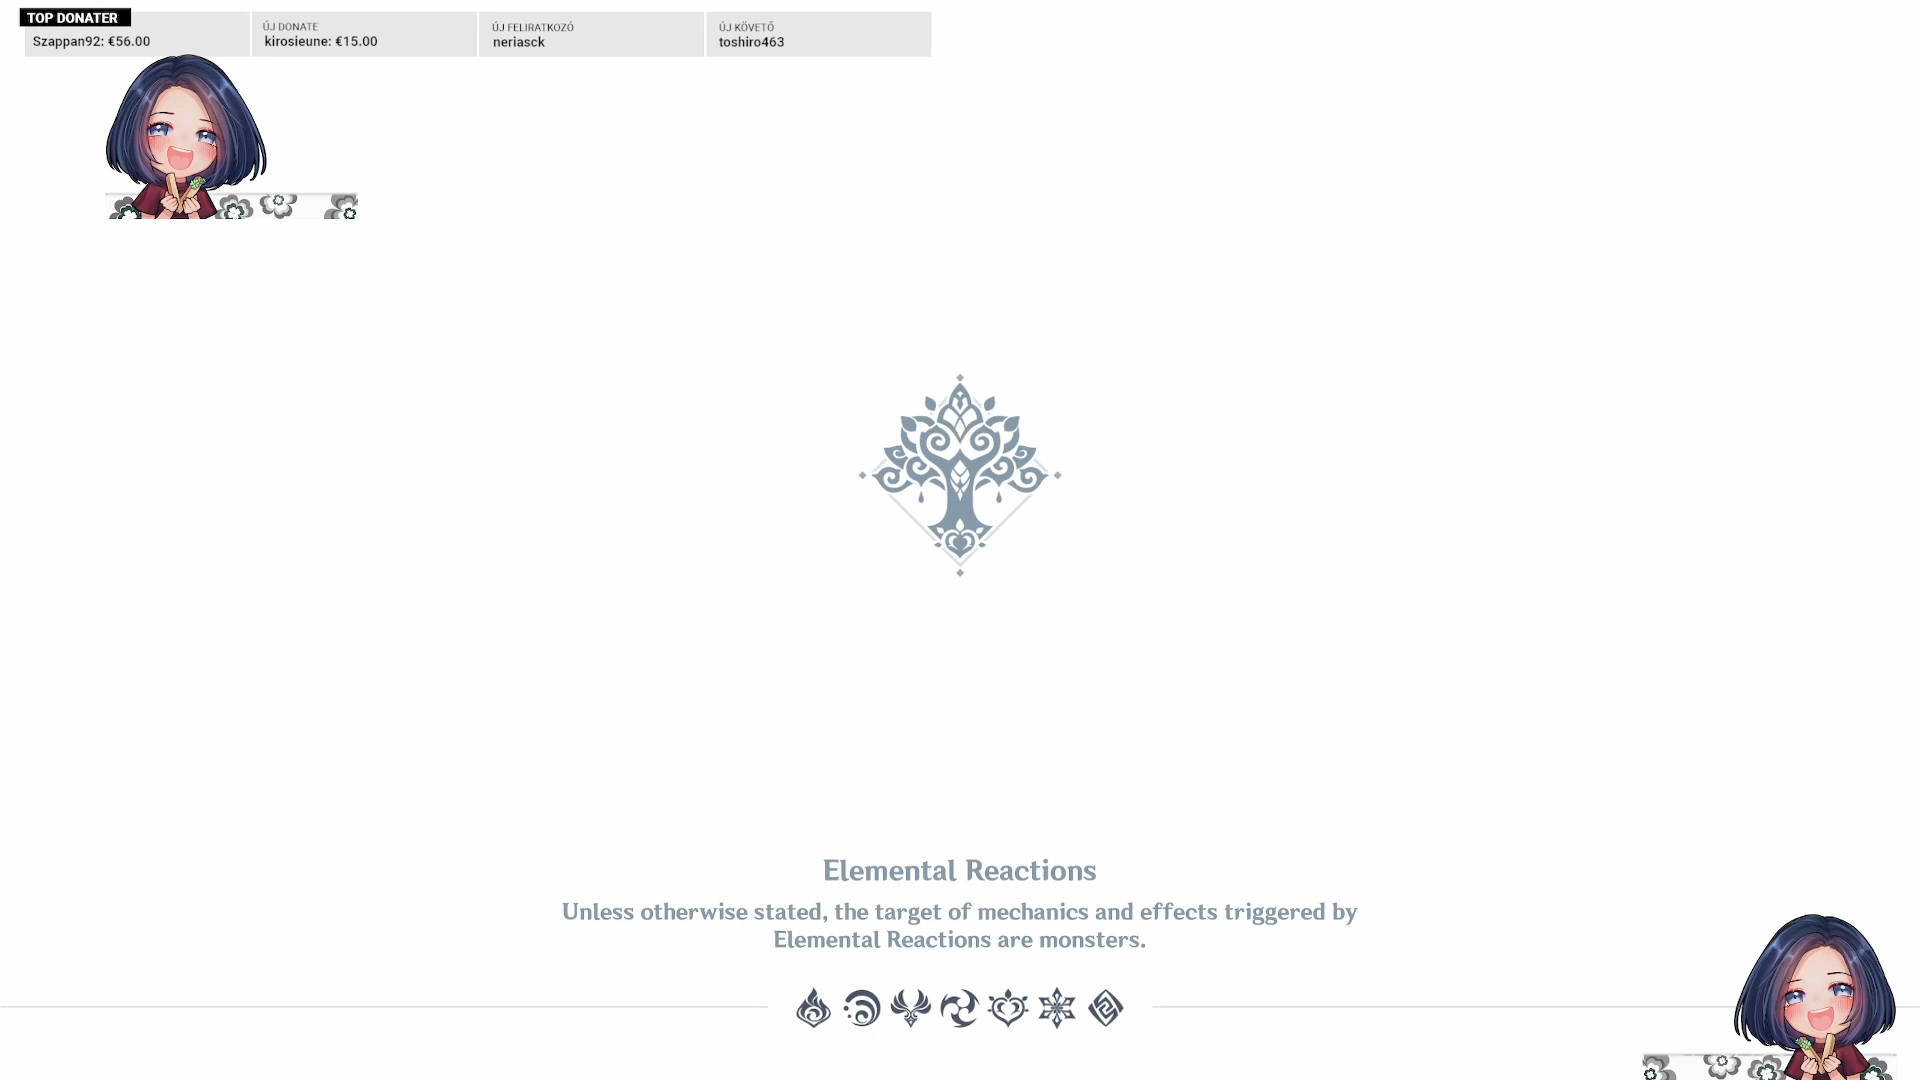 TOP DONATER
Szappan92: €56.00
ÚJ DONATE
kirosieune: €15.00
ÚJ FELIRATKOZÓ
neriasck
ÚJ KÖVETŐ
toshiro463
Elemental Reactions
Unless otherwise stated, the target of mechanics and effects triggered by
Elemental Reactions are monsters.